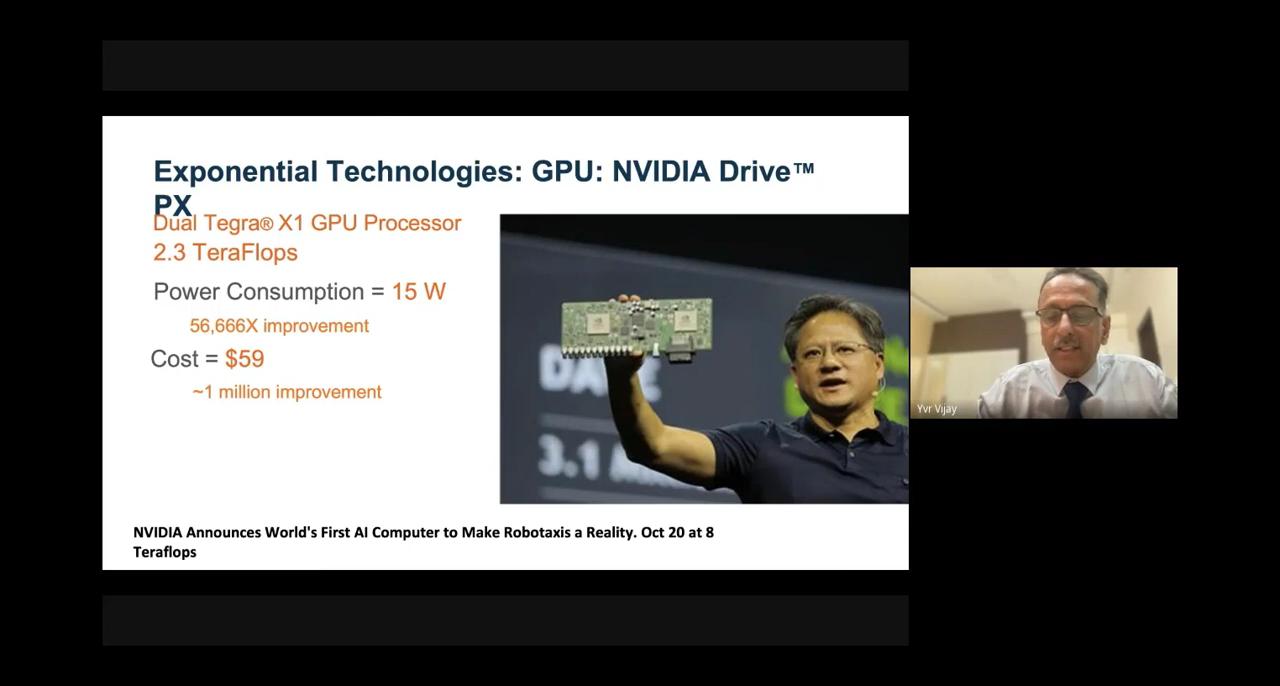 Exponential Technologies: GPU: NVIDIA Drive™
PX
Dual Tegra® X1 GPU Processor
2.3 TeraFlops
Power Consumption = 15 W
56,666X improvement
Cost = $59
~1 million improvement
3.1
NVIDIA Announces World's First AI Computer to Make Robotaxis a Reality. Oct 20 at 8
Teraflops
Yvr Vijay